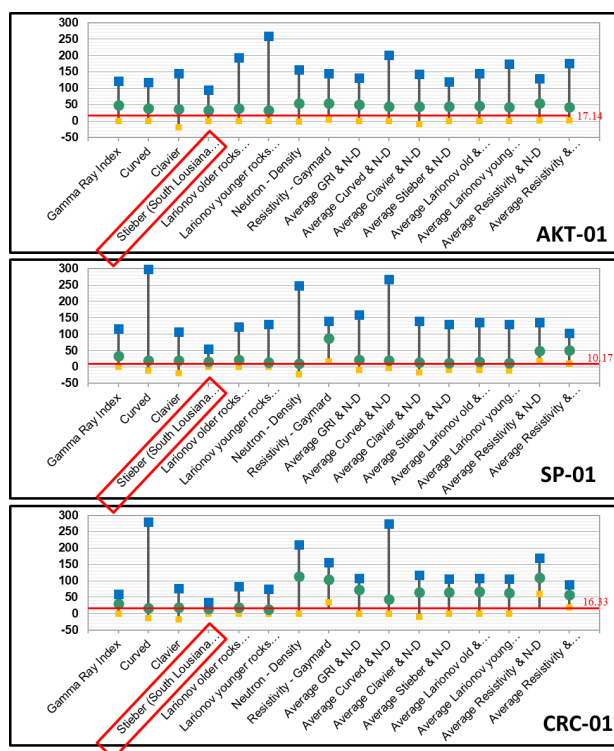 300
250
200
150
100
50
0
-50
17.14
Gamma Ray Index
Curved
Clavier
Stieber (South Lousiana...
Larionov older rocks...
Larionov younger rocks...
Neutron - Density
Resistivity - Gaymard
Average GRI & N-D
Average Curved & N-D
Average Clavier & N-D
Average Stieber & N-D
Average Larionov old &...
Average Larionov young...
Average Resistivity & N-D
Average Resistivity &...
AKT-01
300
250
200
150
100
50
0
-50
10.17
Gamma Ray Index
Curved
Clavier
Stieber (South Lousiana...
Larionov older rocks...
Larionov younger rocks...
Neutron - Density
Resistivity - Gaymard
Average GRI & N-D
Average Curved & N-D
Average Clavier & N-D
Average Stieber & N-D
Average Larionov old &...
Average Larionov young...
Average Resistivity & N-D
Average Resistivity &...
SP-01
300
250
200
150
100
50
0
-50
16.33
Gamma Ray Index
Curved
Clavier
Stieber (South Lousiana...
Larionov older rocks...
Larionov younger rocks...
Neutron - Density
Resistivity - Gaymard
Average GRI & N-D
Average Curved & N-D
Average Clavier & N-D
Average Stieber & N-D
Average Larionov old &...
Average Larionov young...
Average Resistivity & N-D
Average Resistivity &...
CRC-01